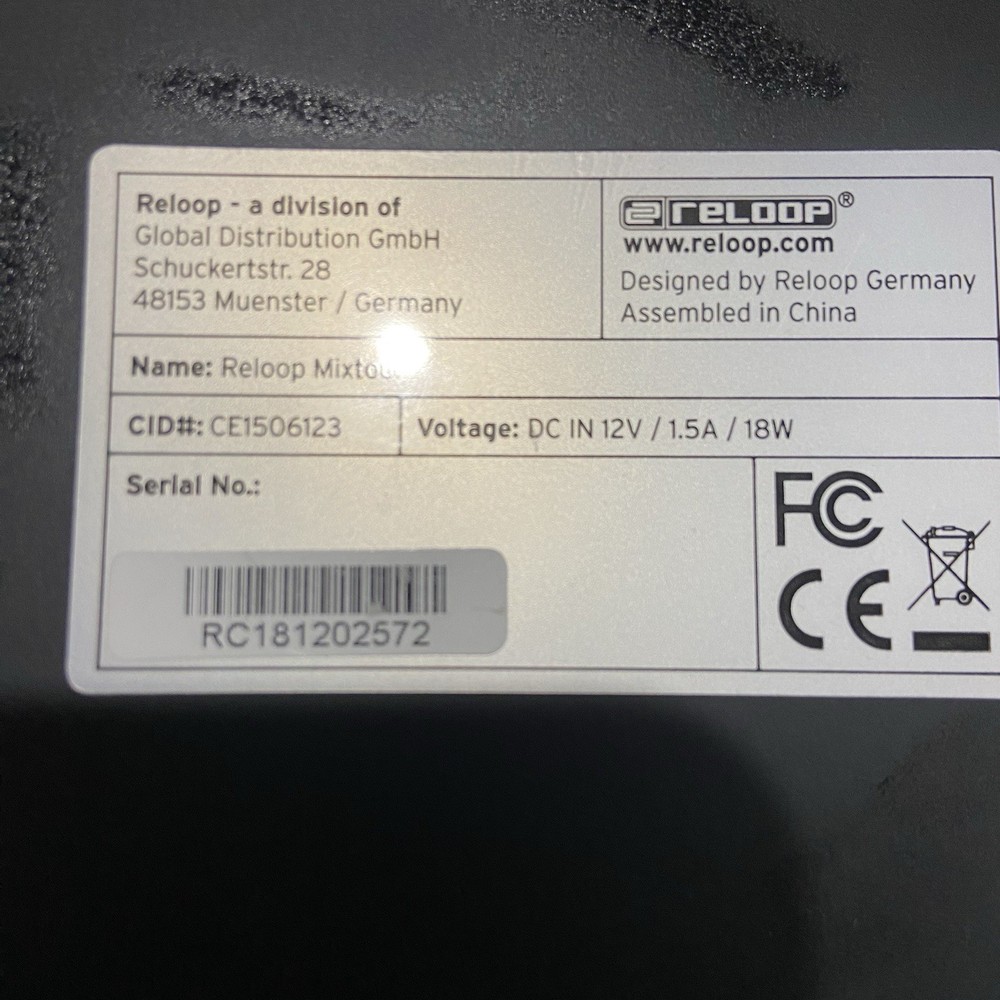 Reloop - a division of
Global Distribution GmbH
Schuckertstr. 28
48153 Muenster / Germany
RELOOP®
www.reloop.com
Designed by Reloop Germany
Assembled in China
Name: Reloop
CID#: CE1506123
Voltage: DC IN 12V / 1.5A / 18W
Serial No.:
RC181202572
FC
CE